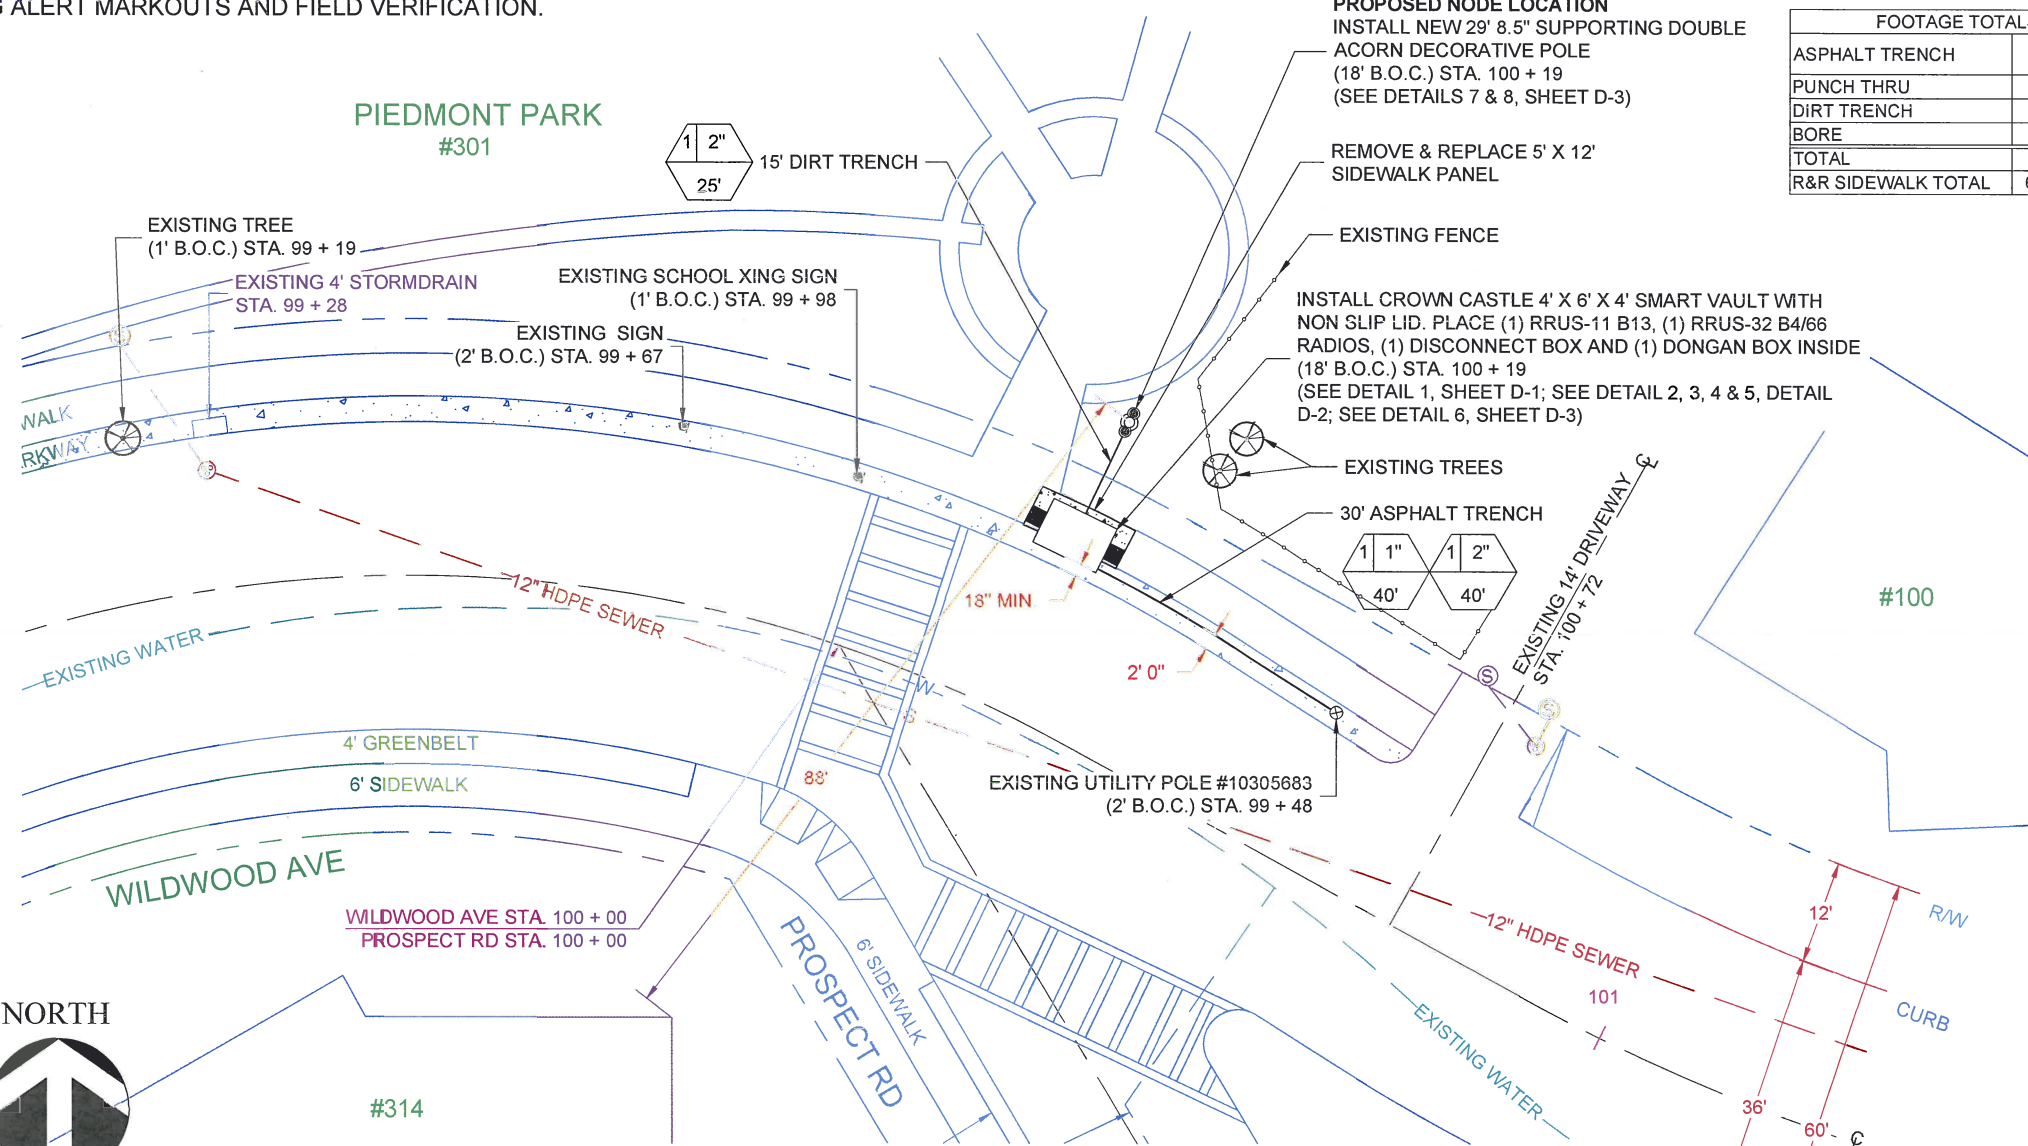 ALERT MARKOUTS AND FIELD VERIFICATION.
PROPOSED NODE LOCATION
INSTALL NEW 29' 8.5" SUPPORTING DOUBLE
ACORN DECORATIVE POLE
(18' B.O.C.) STA. 100 + 19
(SEE DETAILS 7 & 8, SHEET D-3)
FOOTAGE TOTAL
ASPHALT TRENCH
PUNCH THRU
DIRT TRENCH
BORE
TOTAL
R&R SIDEWALK TOTAL
PIEDMONT PARK
#301
1 2"
25'
15' DIRT TRENCH
REMOVE & REPLACE 5' X 12'
SIDEWALK PANEL
EXISTING TREE
(1' B.O.C.) STA. 99 + 19
EXISTING 4' STORMDRAIN
STA. 99 + 28
EXISTING SCHOOL XING SIGN
(1' B.O.C.) STA. 99 + 98
EXISTING SIGN
(2' B.O.C.) STA. 99 + 67
EXISTING FENCE
INSTALL CROWN CASTLE 4' X 6' X 4' SMART VAULT WITH
NON SLIP LID. PLACE (1) RRUS-11 B13, (1) RRUS-32 B4/66
RADIOS, (1) DISCONNECT BOX AND (1) DONGAN BOX INSIDE
(18' B.O.C.) STA. 100 + 19
(SEE DETAIL 1, SHEET D-1; SEE DETAIL 2, 3, 4 & 5, DETAIL
D-2; SEE DETAIL 6, SHEET D-3)
WALK
RKWAY
EXISTING TREES
30' ASPHALT TRENCH
1 1" 1 2"
40' 40'
EXISTING 14' DRIVEWAY
STA. 100 + 72
#100
12" HDPE SEWER
18" MIN
2' 0"
EXISTING WATER
W
S
S
EXISTING UTILITY POLE #10305683
(2' B.O.C.) STA. 99 + 48
4' GREENBELT
6' SIDEWALK
88'
WILDWOOD AVE
WILDWOOD AVE STA. 100 + 00
PROSPECT RD STA. 100 + 00
PROSPECT RD
6' SIDEWALK
12" HDPE SEWER
12'
R/W
101
CURB
EXISTING WATER
36'
60'
NORTH
#314